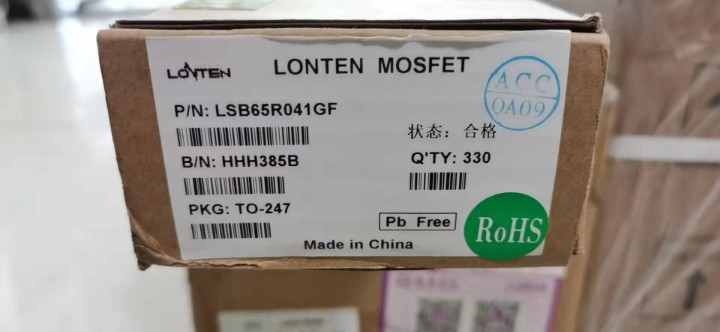 LONTEN
LONTEN MOSFET
ACC
QA09
P/N: LSB65R041GF
状态：合格
B/N: HHH385B
Q'TY: 330
PKG: TO-247
Pb Free
RoHS
Made in China